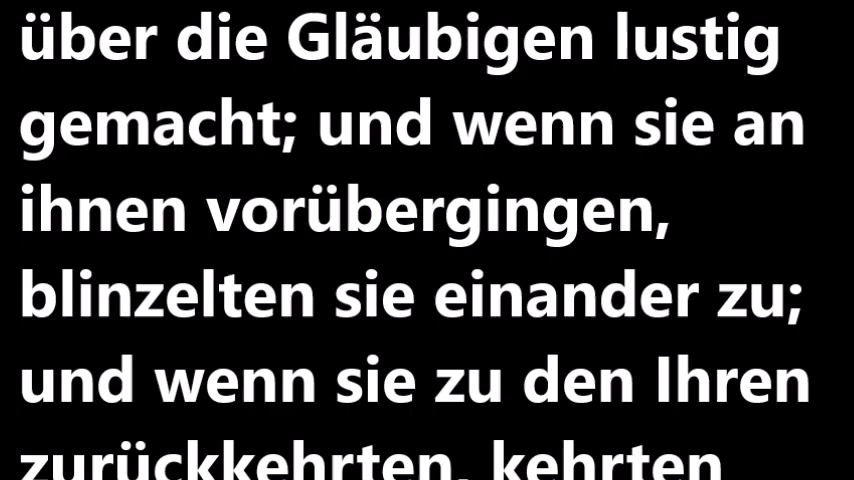 über die Gläubigen lustig
gemacht; und wenn sie an
ihnen vorübergingen,
blinzelten sie einander zu;
und wenn sie zu den Ihren
zurückkehrten, kehrten